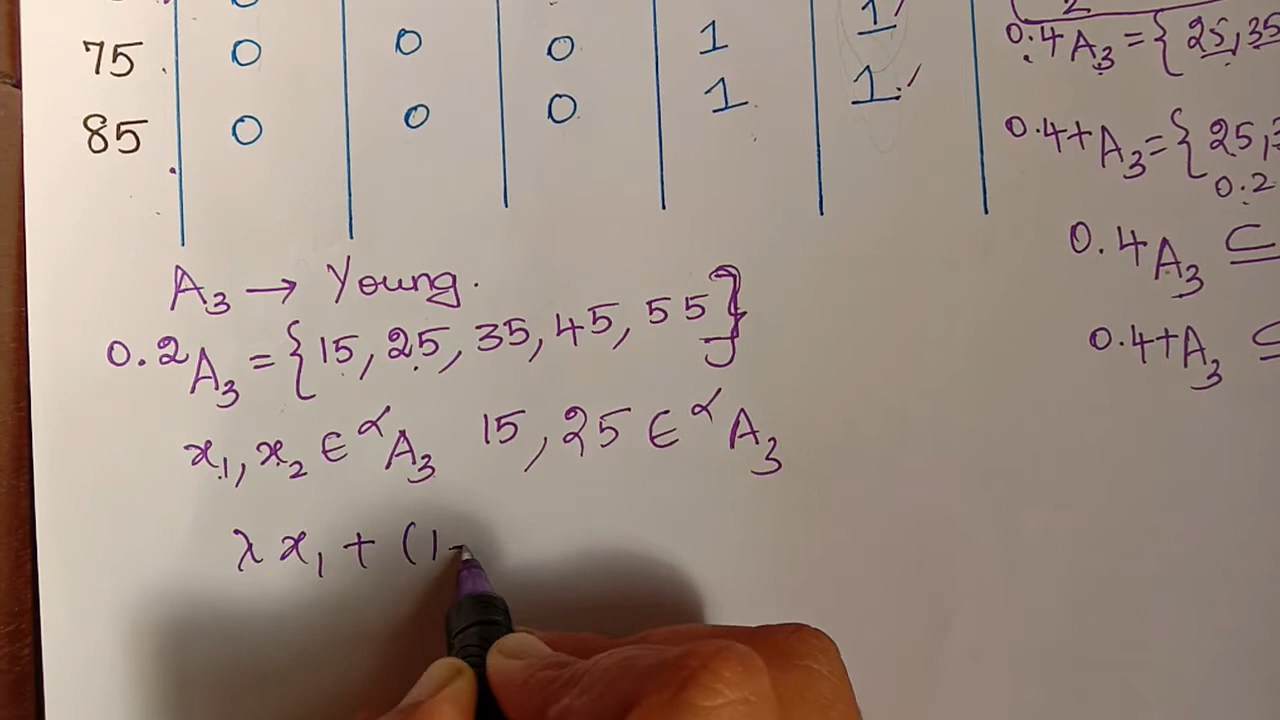 75 0 0 0 1 1
85 0 0 0 1 1
A₃ → Young.
0.2A₃ = {15, 25, 35, 45, 55}
x₁, x₂ ∈ ᵅA₃ 15, 25 ∈ ᵅA₃
λx₁ + (1-
0.4A₃ = {25, 35
0.4+A₃ = {25,
0.2
0.4A₃ ⊆
0.4+A₃ ⊆